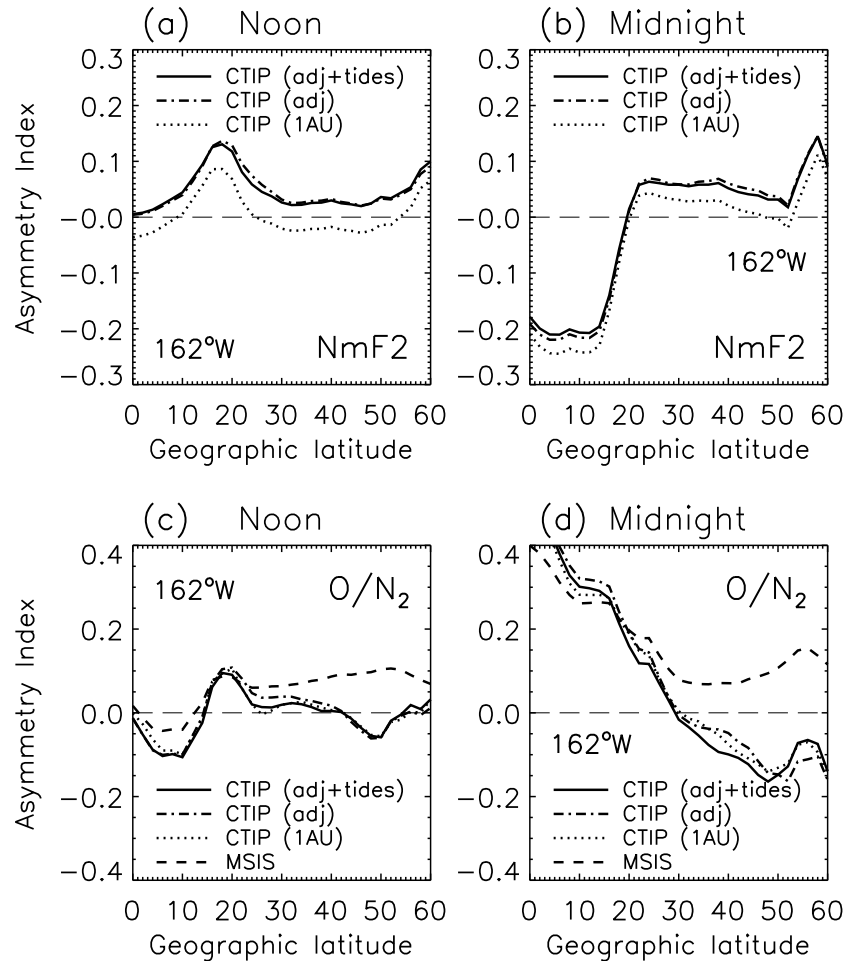 (a) Noon
(b) Midnight
Asymmetry Index
0.3
0.2
0.1
−0.0
−0.1
−0.2
−0.3
CTIP (adj+tides)
CTIP (adj)
CTIP (1AU)
162°W
NmF2
0 10 20 30 40 50 60
Geographic latitude
0.3
0.2
0.1
−0.0
−0.1
−0.2
−0.3
CTIP (adj+tides)
CTIP (adj)
CTIP (1AU)
162°W
NmF2
0 10 20 30 40 50 60
Geographic latitude
(c) Noon
(d) Midnight
Asymmetry Index
0.4
0.2
0.0
−0.2
−0.4
162°W
O/N₂
CTIP (adj+tides)
CTIP (adj)
CTIP (1AU)
MSIS
0 10 20 30 40 50 60
Geographic latitude
0.4
0.2
0.0
−0.2
−0.4
O/N₂
162°W
CTIP (adj+tides)
CTIP (adj)
CTIP (1AU)
MSIS
0 10 20 30 40 50 60
Geographic latitude